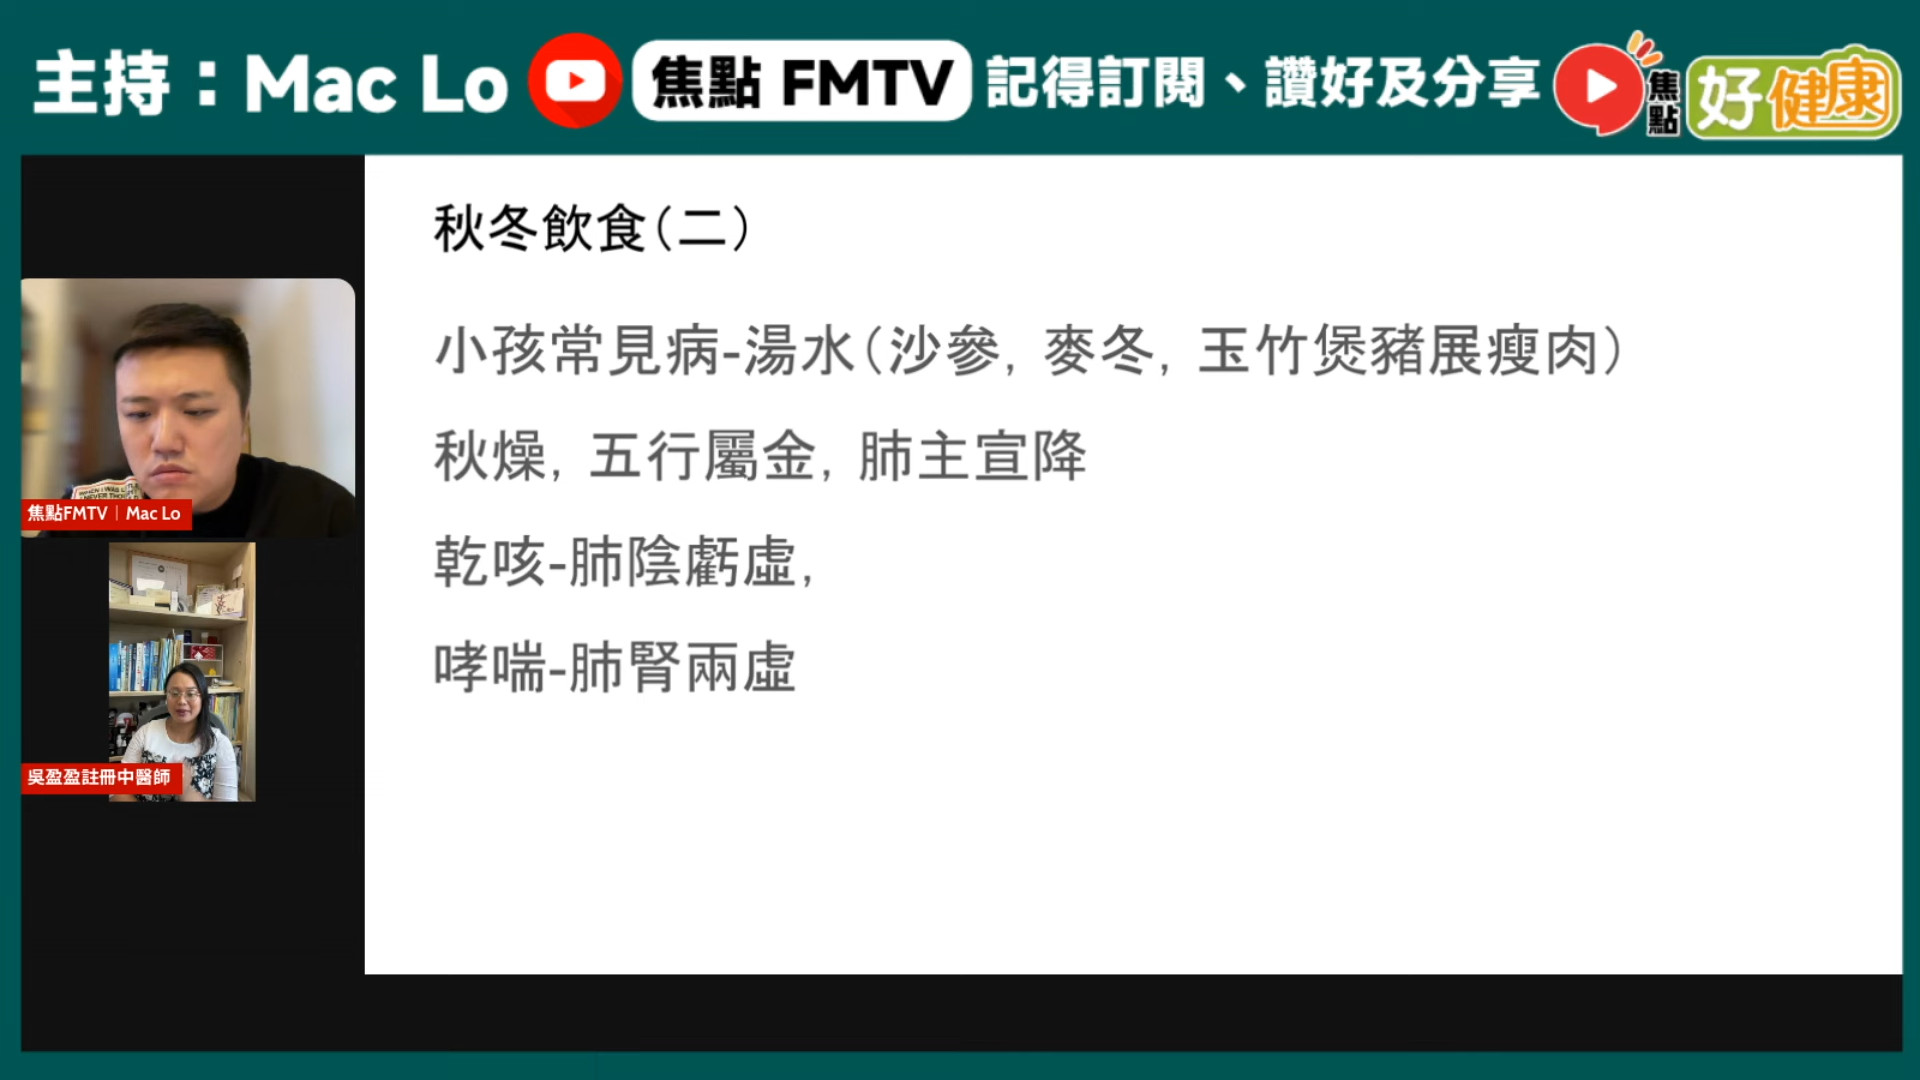 主持：Mac Lo 焦點 FMTV 記得訂閱、讚好及分享 焦點 好健康
秋冬飲食(二)
小孩常見病-湯水(沙參, 麥冬, 玉竹煲豬展瘦肉)
秋燥, 五行屬金, 肺主宣降
乾咳-肺陰虧虛,
哮喘-肺腎兩虛
焦點FMTV｜Mac Lo
吳盈盈註冊中醫師